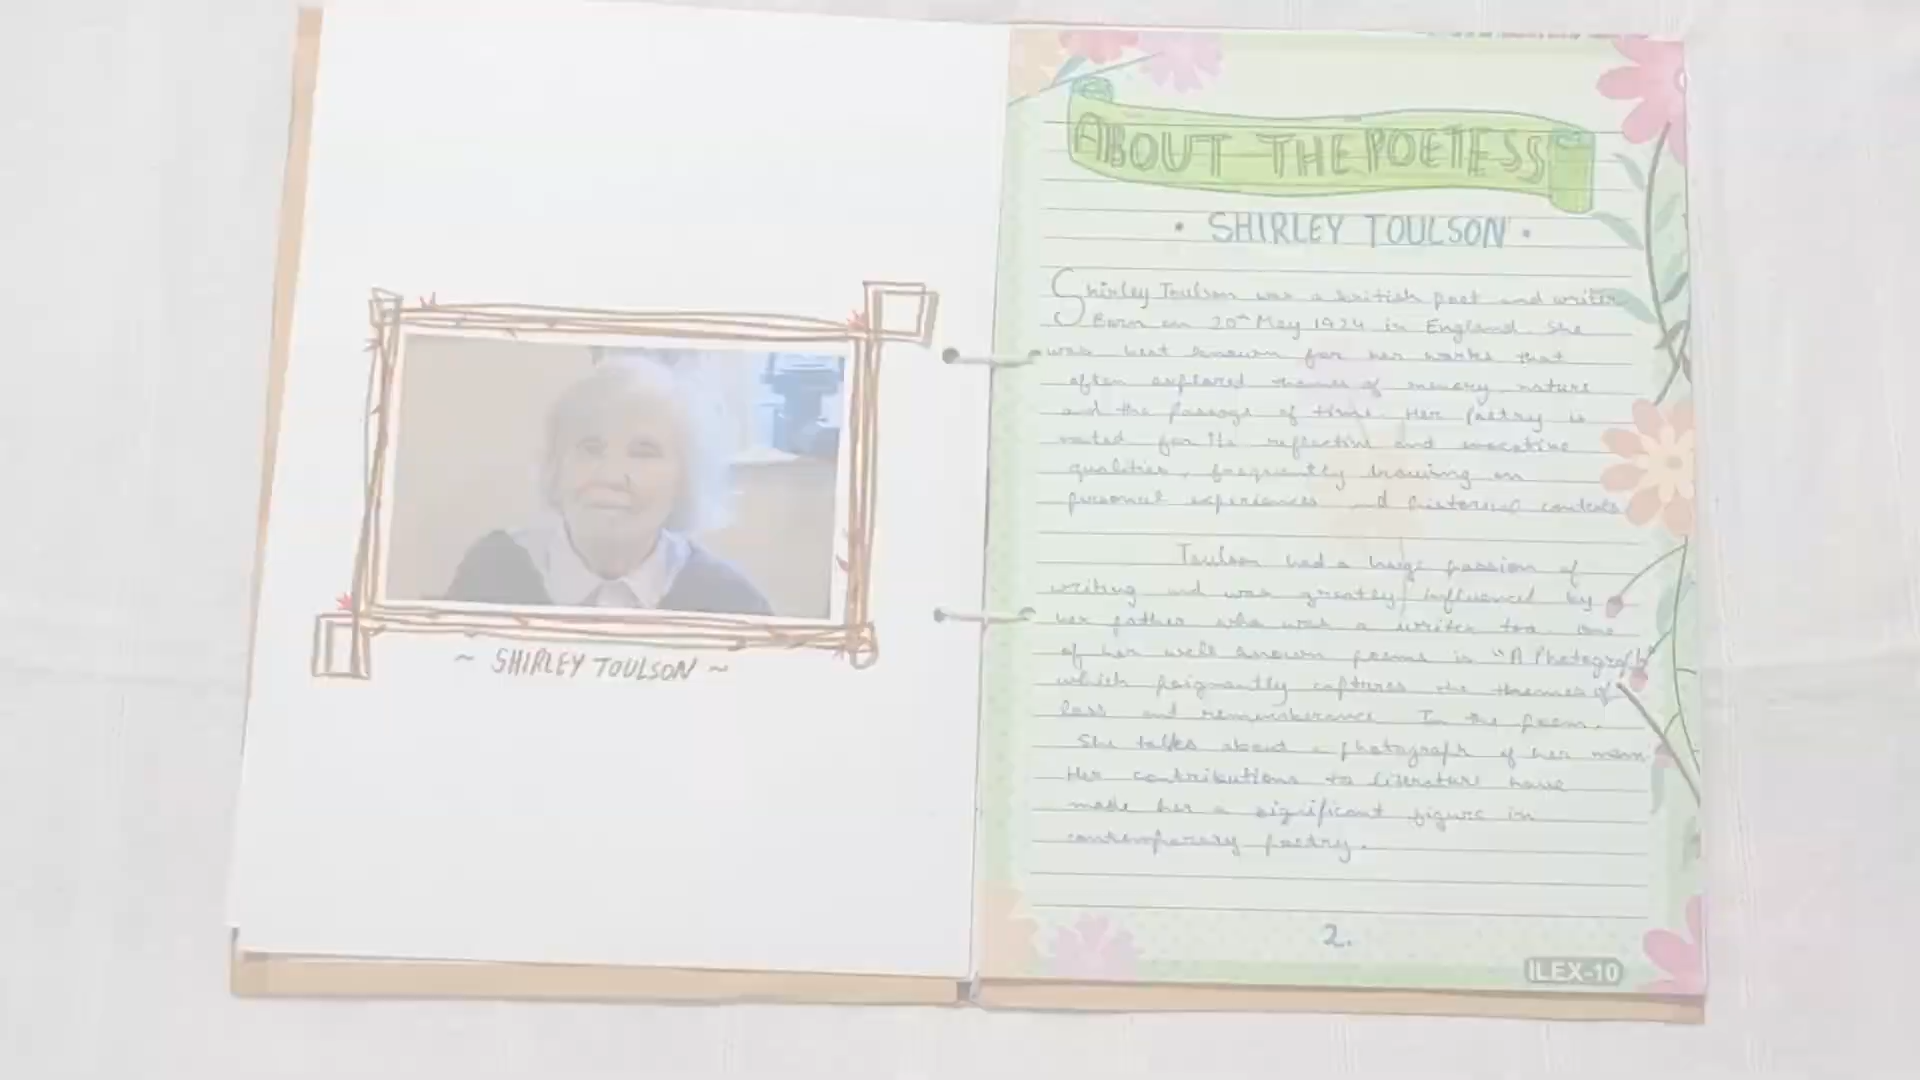 ~ SHIRLEY TOULSON ~
ABOUT THE POETESS
• SHIRLEY TOULSON •
Shirley Toulson was a british poet and writer
Born on 20th May 1924 in England. She
was best known for her works that
often explored themes of memory, nature
and the passage of time. Her poetry is
noted for its reflective and evocative
qualities, frequently drawing on
personal experiences and historical contexts
Toulson had a huge passion of
writing and was greatly influenced by
her father who was a writer too. one
of her well known poems is "A Photograph"
which poignantly captures the themes of
loss and rememberance. In the poem,
She talks about a photograph of her mom.
Her contributions to literature have
made her a significant figure in
contemporary poetry.
2.
ILEX-10